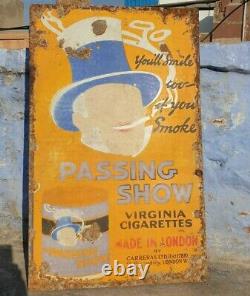 You'll Smile
too-
if you
Smoke
PASSING
SHOW
VIRGINIA
CIGARETTES
MADE IN LONDON
BY
CARRERAS LTD
LONDON